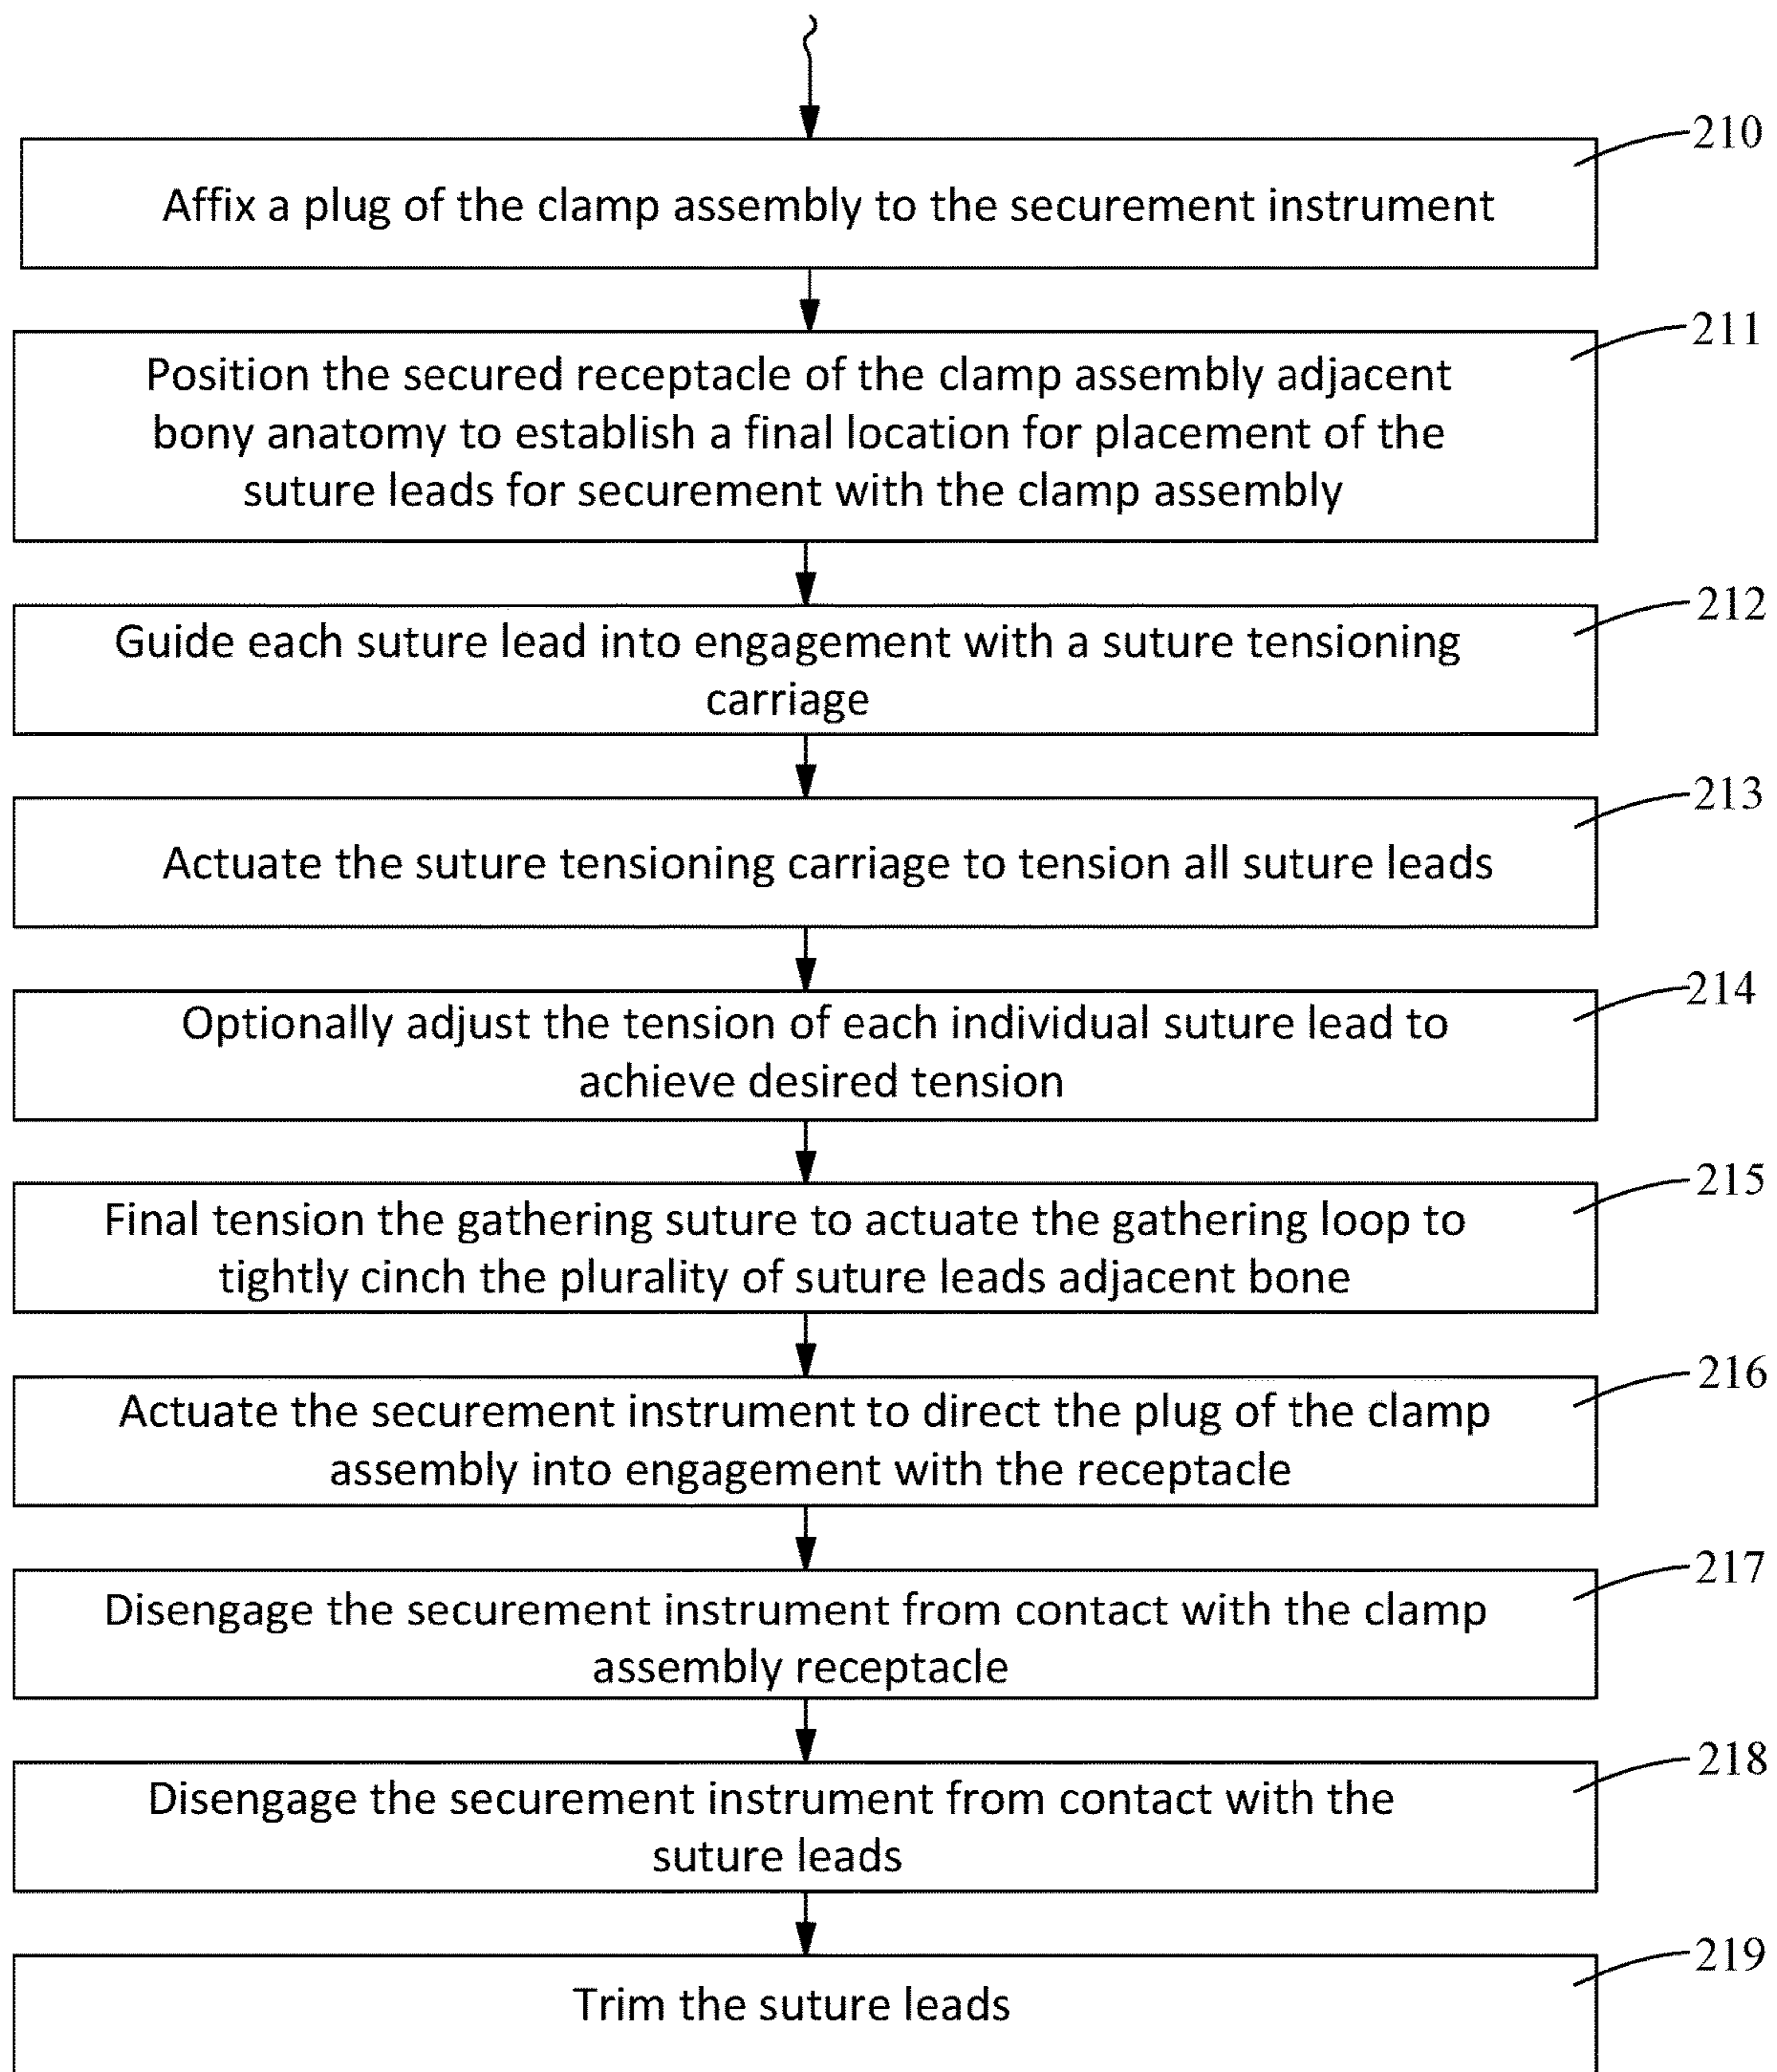 210
Affix a plug of the clamp assembly to the securement instrument
211
Position the secured receptacle of the clamp assembly adjacent
bony anatomy to establish a final location for placement of the
suture leads for securement with the clamp assembly
212
Guide each suture lead into engagement with a suture tensioning
carriage
213
Actuate the suture tensioning carriage to tension all suture leads
214
Optionally adjust the tension of each individual suture lead to
achieve desired tension
215
Final tension the gathering suture to actuate the gathering loop to
tightly cinch the plurality of suture leads adjacent bone
216
Actuate the securement instrument to direct the plug of the clamp
assembly into engagement with the receptacle
217
Disengage the securement instrument from contact with the clamp
assembly receptacle
218
Disengage the securement instrument from contact with the
suture leads
219
Trim the suture leads